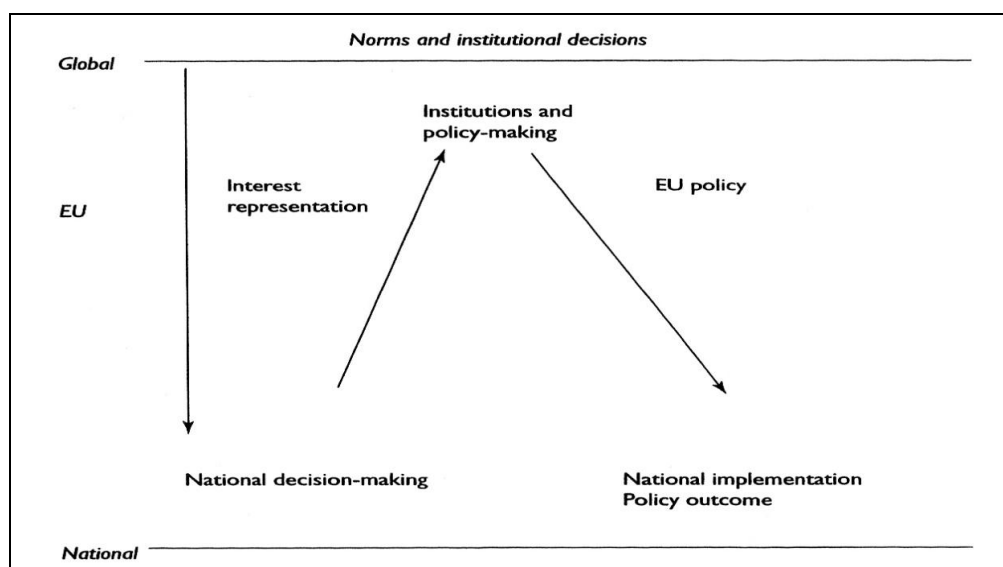 Norms and institutional decisions
Global
Institutions and
policy-making
Interest
representation
EU policy
EU
National decision-making
National implementation
Policy outcome
National